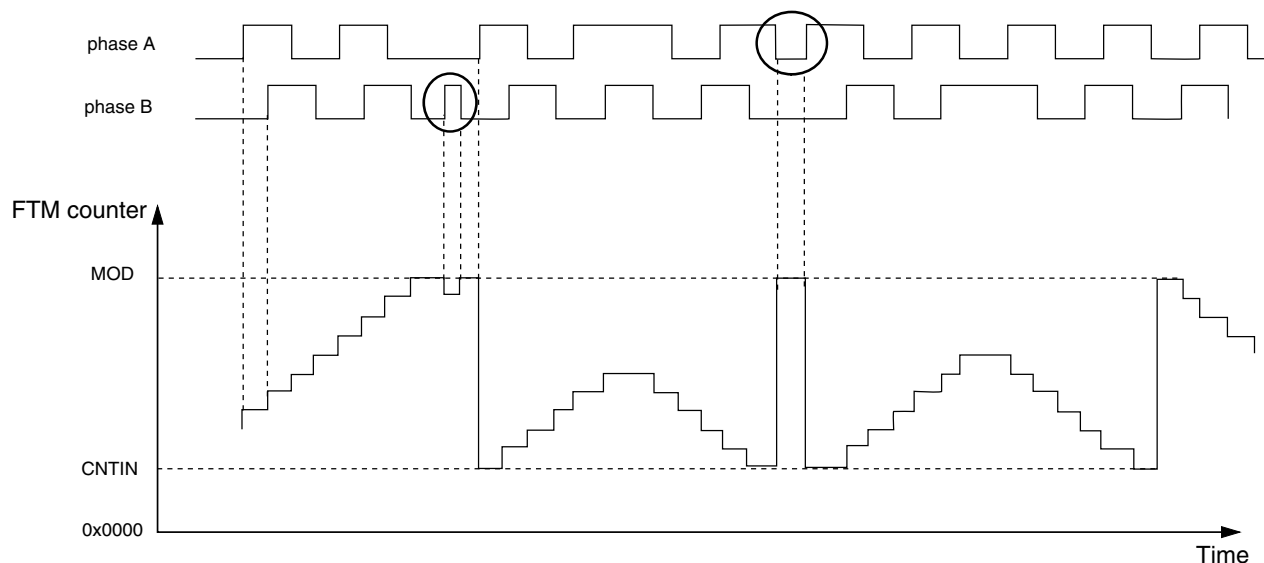 phase A
phase B
FTM counter
MOD
CNTIN
0x0000
Time